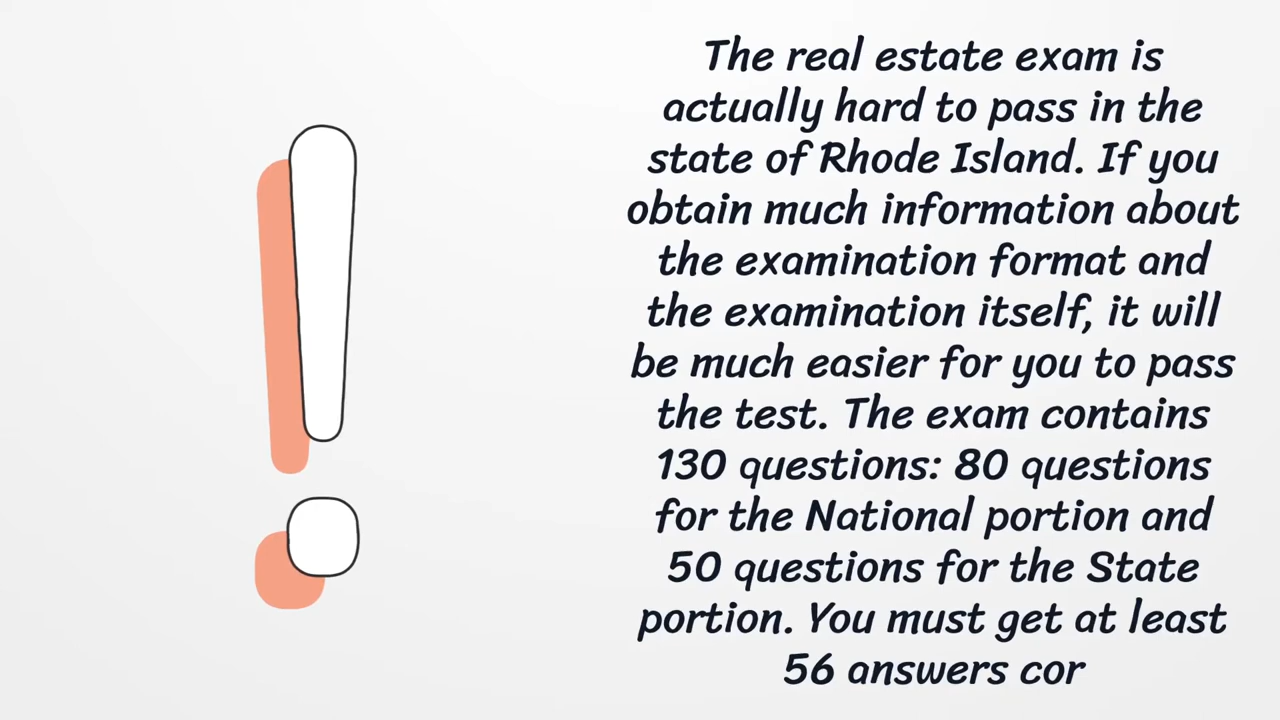 The real estate exam is
actually hard to pass in the
state of Rhode Island. If you
obtain much information about
the examination format and
the examination itself, it will
be much easier for you to pass
the test. The exam contains
130 questions: 80 questions
for the National portion and
50 questions for the State
portion. You must get at least
56 answers cor